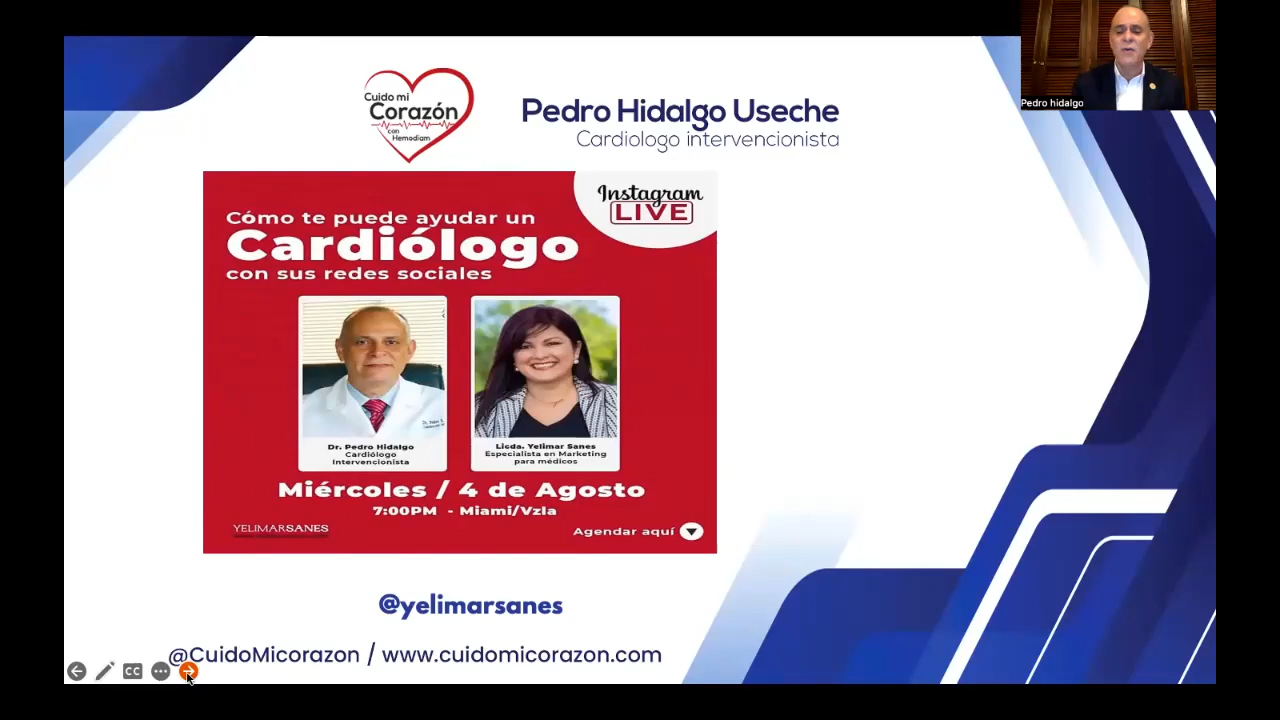 Pedro hidalgo
Cuido mi
Corazón
con
Hemodiam
Pedro Hidalgo Useche
Cardiologo intervencionista
Instagram
LIVE
Cómo te puede ayudar un
Cardiólogo
con sus redes sociales
Dr. Pedro Hidalgo
Cardiólogo
Intervencionista
Licda. Yelimar Sanes
Especialista en Marketing
para médicos
Miércoles / 4 de Agosto
7:00PM - Miami/Vzla
YELIMARSANES
Agendar aquí
@yelimarsanes
@CuidoMicorazon / www.cuidomicorazon.com
CC